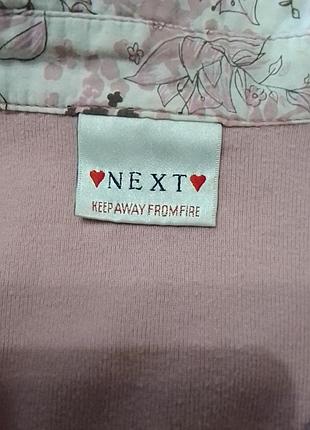 ♥NEXT♥
KEEP AWAY FROM FIRE